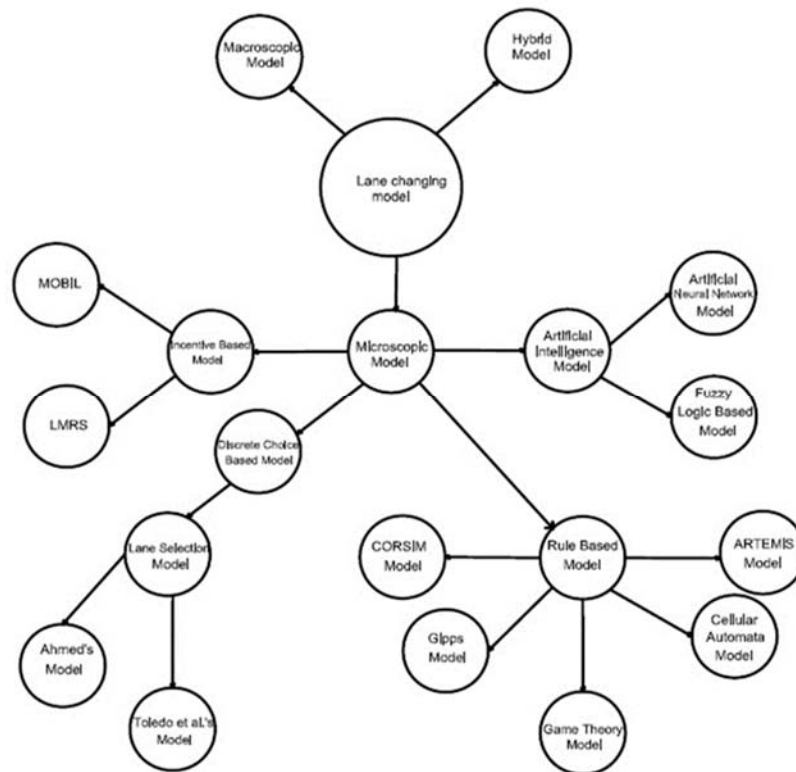 Macroscopic
Model
Hybrid
Model
Lane changing
model
MOBIL
Incentive Based
Model
Microscopic
Model
Artificial
Intelligence
Model
Artificial
Neural Network
Model
LMRS
Fuzzy
Logic Based
Model
Discrete Choice
Based Model
Lane Selection
Model
CORSIM
Model
Rule Based
Model
ARTEMIS
Model
Ahmed's
Model
Gipps
Model
Cellular
Automata
Model
Toledo et al.'s
Model
Game Theory
Model